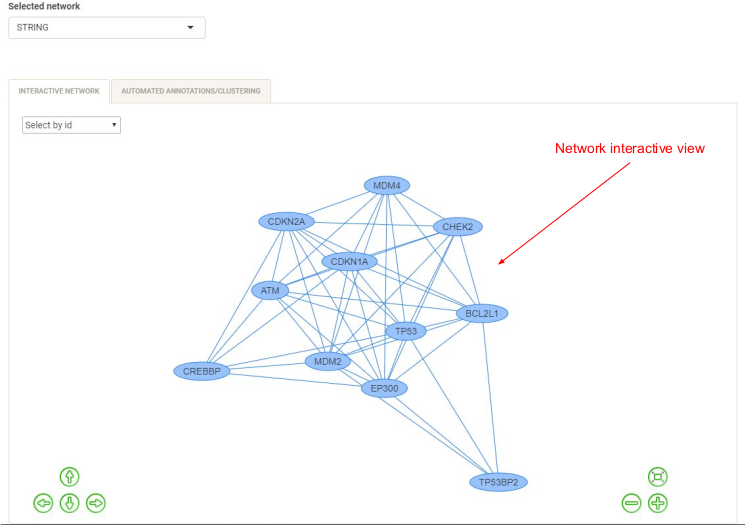 Selected network
STRING
INTERACTIVE NETWORK
AUTOMATED ANNOTATIONS/CLUSTERING
Select by id
Network interactive view
MDM4
CDKN2A
CHEK2
CDKN1A
ATM
BCL2L1
TP53
MDM2
CREBBP
EP300
TP53BP2